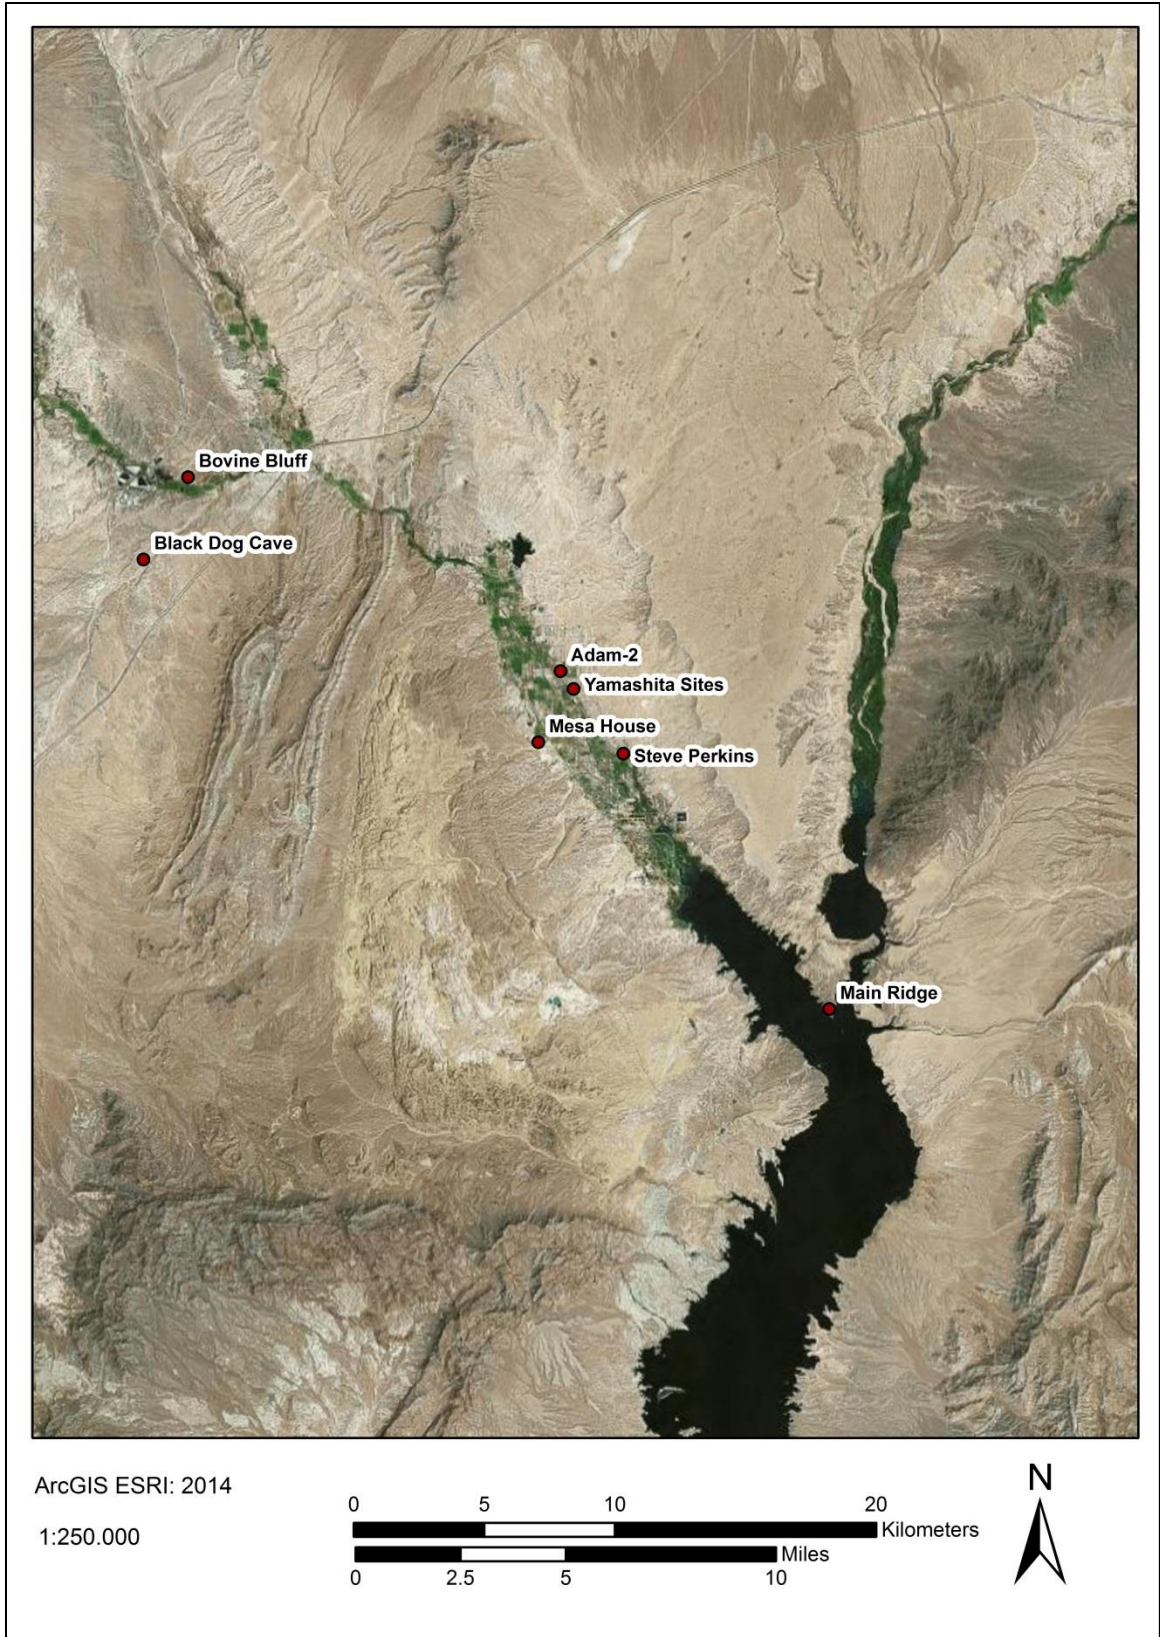 Bovine Bluff
Black Dog Cave
Adam-2
Yamashita Sites
Mesa House
Steve Perkins
Main Ridge
ArcGIS ESRI: 2014
1:250.000
0 5 10 20
Kilometers
Miles
0 2.5 5 10
N